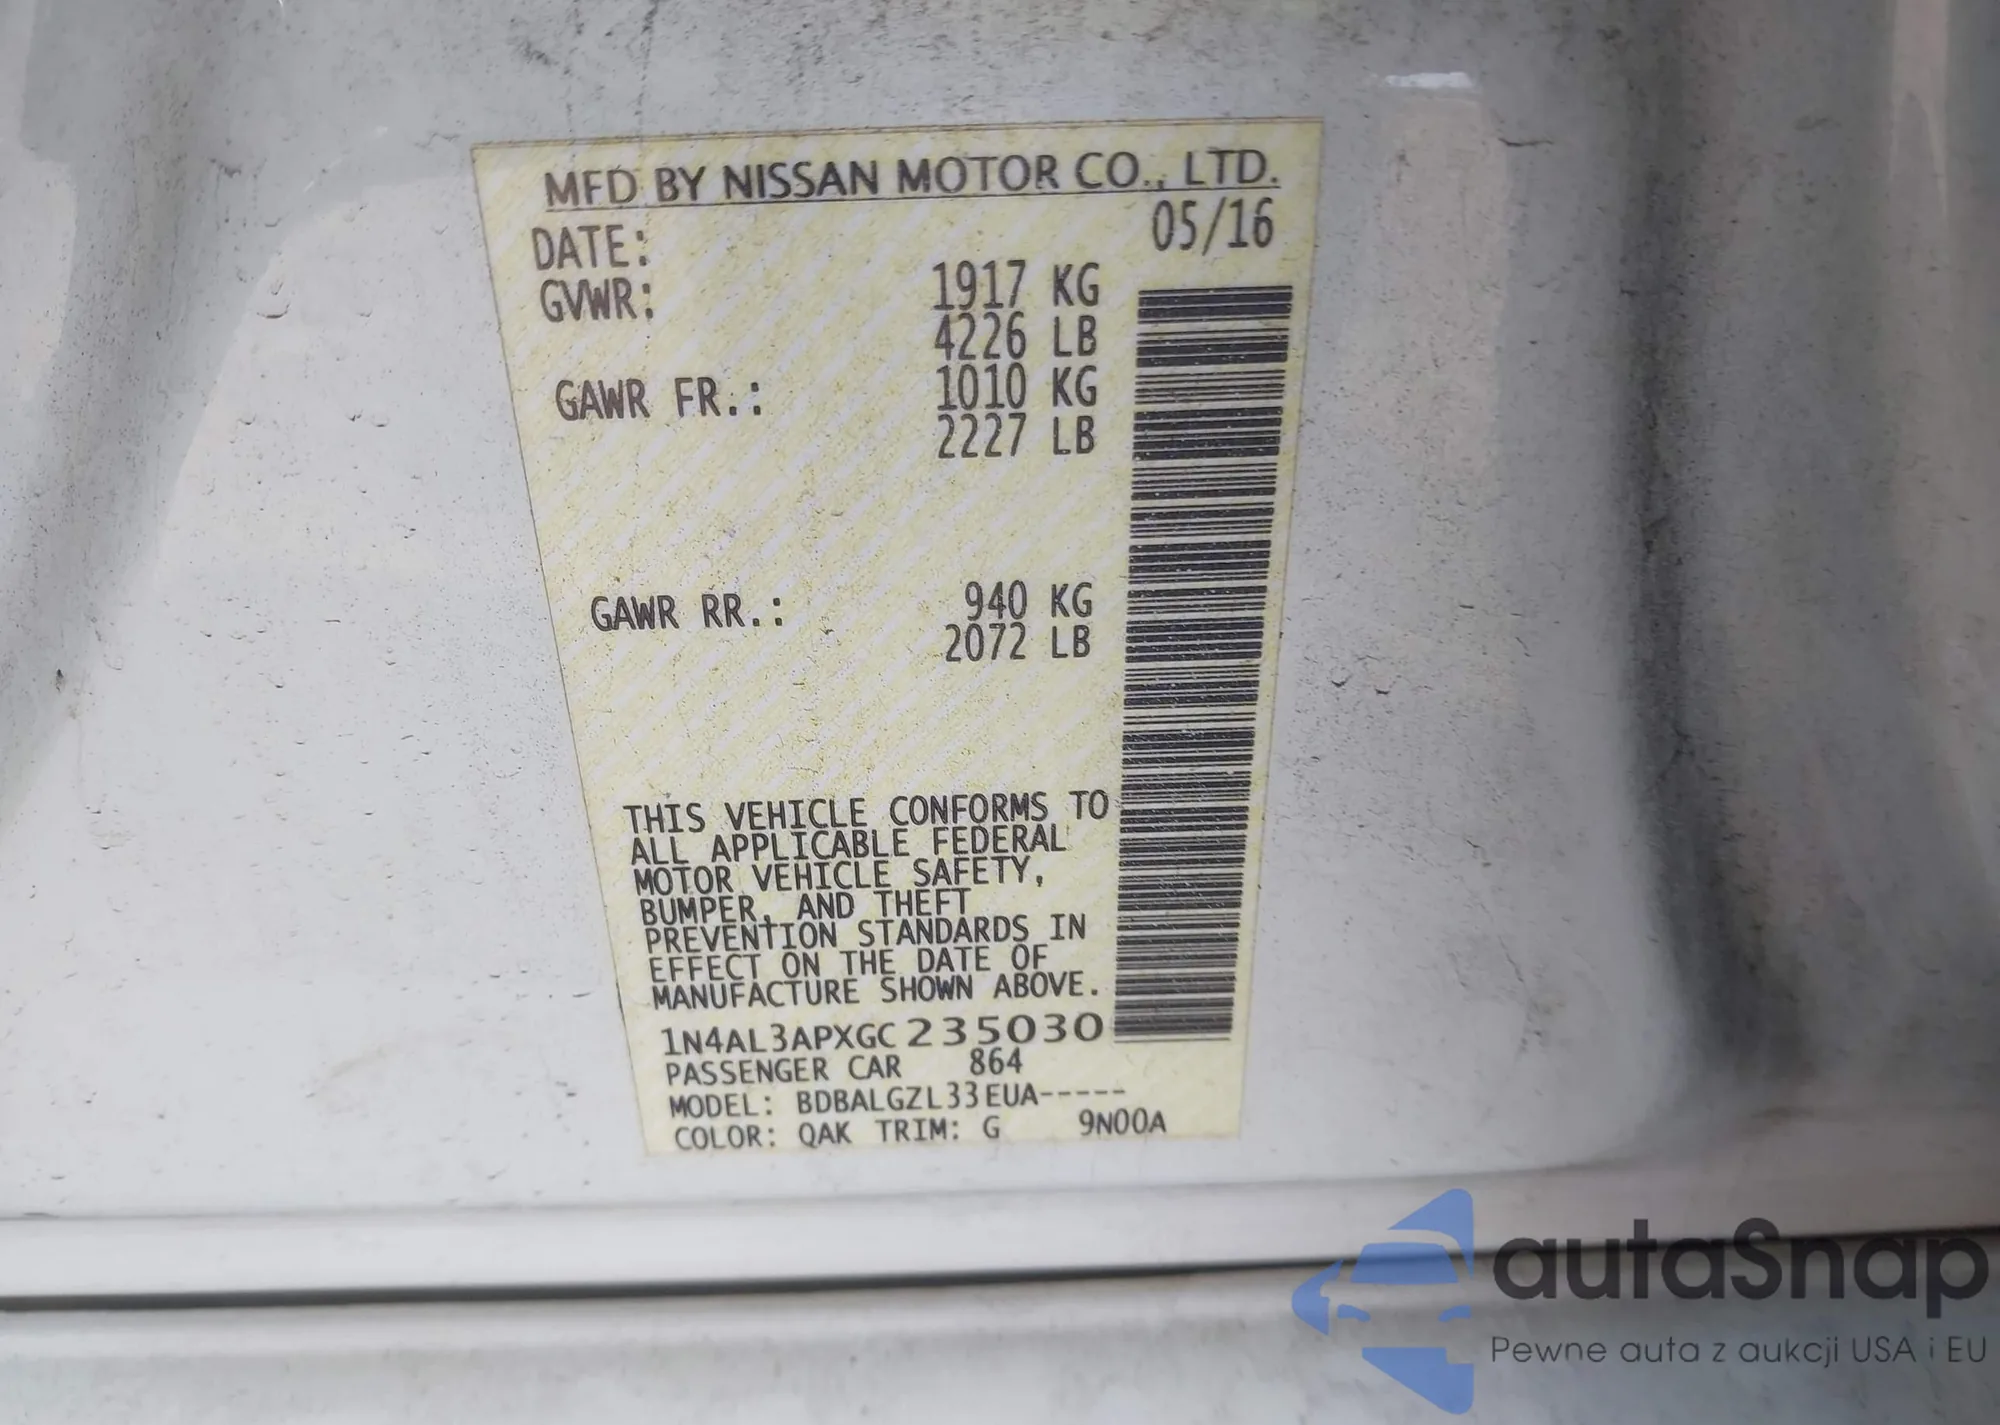 MFD BY NISSAN MOTOR CO., LTD.
DATE: 05/16
GVWR: 1917 KG
4226 LB
GAWR FR.: 1010 KG
2227 LB
GAWR RR.: 940 KG
2072 LB
THIS VEHICLE CONFORMS TO
ALL APPLICABLE FEDERAL
MOTOR VEHICLE SAFETY,
BUMPER, AND THEFT
PREVENTION STANDARDS IN
EFFECT ON THE DATE OF
MANUFACTURE SHOWN ABOVE.
1N4AL3APXGC235030
PASSENGER CAR 864
MODEL: BDBALGZL33EUA-----
COLOR: QAK TRIM: G 9N00A
autaSnap
Pewne auta z aukcji USA i EU